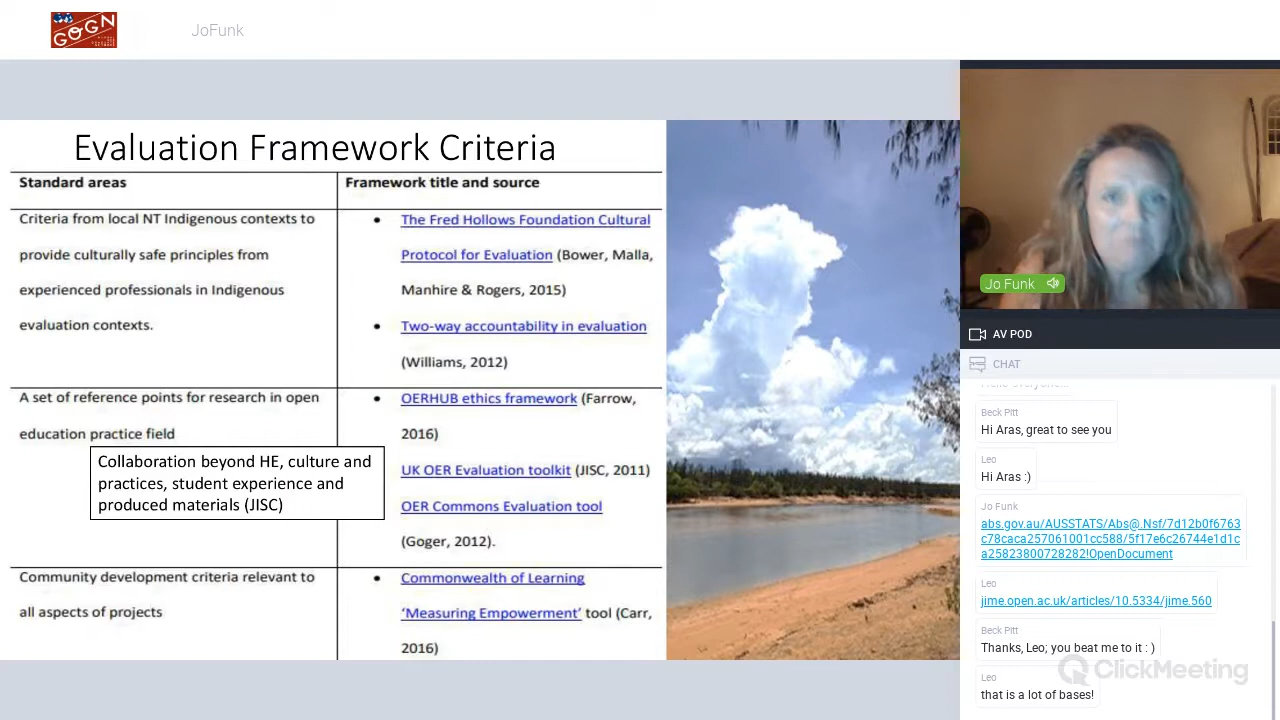 GOGN
JoFunk
Evaluation Framework Criteria
Standard areas
Framework title and source
Criteria from local NT Indigenous contexts to
provide culturally safe principles from
experienced professionals in Indigenous
evaluation contexts.
• The Fred Hollows Foundation Cultural
Protocol for Evaluation (Bower, Malla,
Manhire & Rogers, 2015)
• Two-way accountability in evaluation
(Williams, 2012)
A set of reference points for research in open
education practice field
Collaboration beyond HE, culture and
practices, student experience and
produced materials (JISC)
• OERHUB ethics framework (Farrow,
2016)
UK OER Evaluation toolkit (JISC, 2011)
OER Commons Evaluation tool
(Goger, 2012).
Community development criteria relevant to
all aspects of projects
• Commonwealth of Learning
‘Measuring Empowerment’ tool (Carr,
2016)
Jo Funk
AV POD
CHAT
Beck Pitt
Hi Aras, great to see you
Leo
Hi Aras :)
Jo Funk
abs.gov.au/AUSSTATS/Abs@.Nsf/7d12b0f6763
c78caca257061001cc588/5f17e6c26744e1d1c
a25823800728282!OpenDocument
Leo
jime.open.ac.uk/articles/10.5334/jime.560
Beck Pitt
Thanks, Leo; you beat me to it : )
ClickMeeting
Leo
that is a lot of bases!